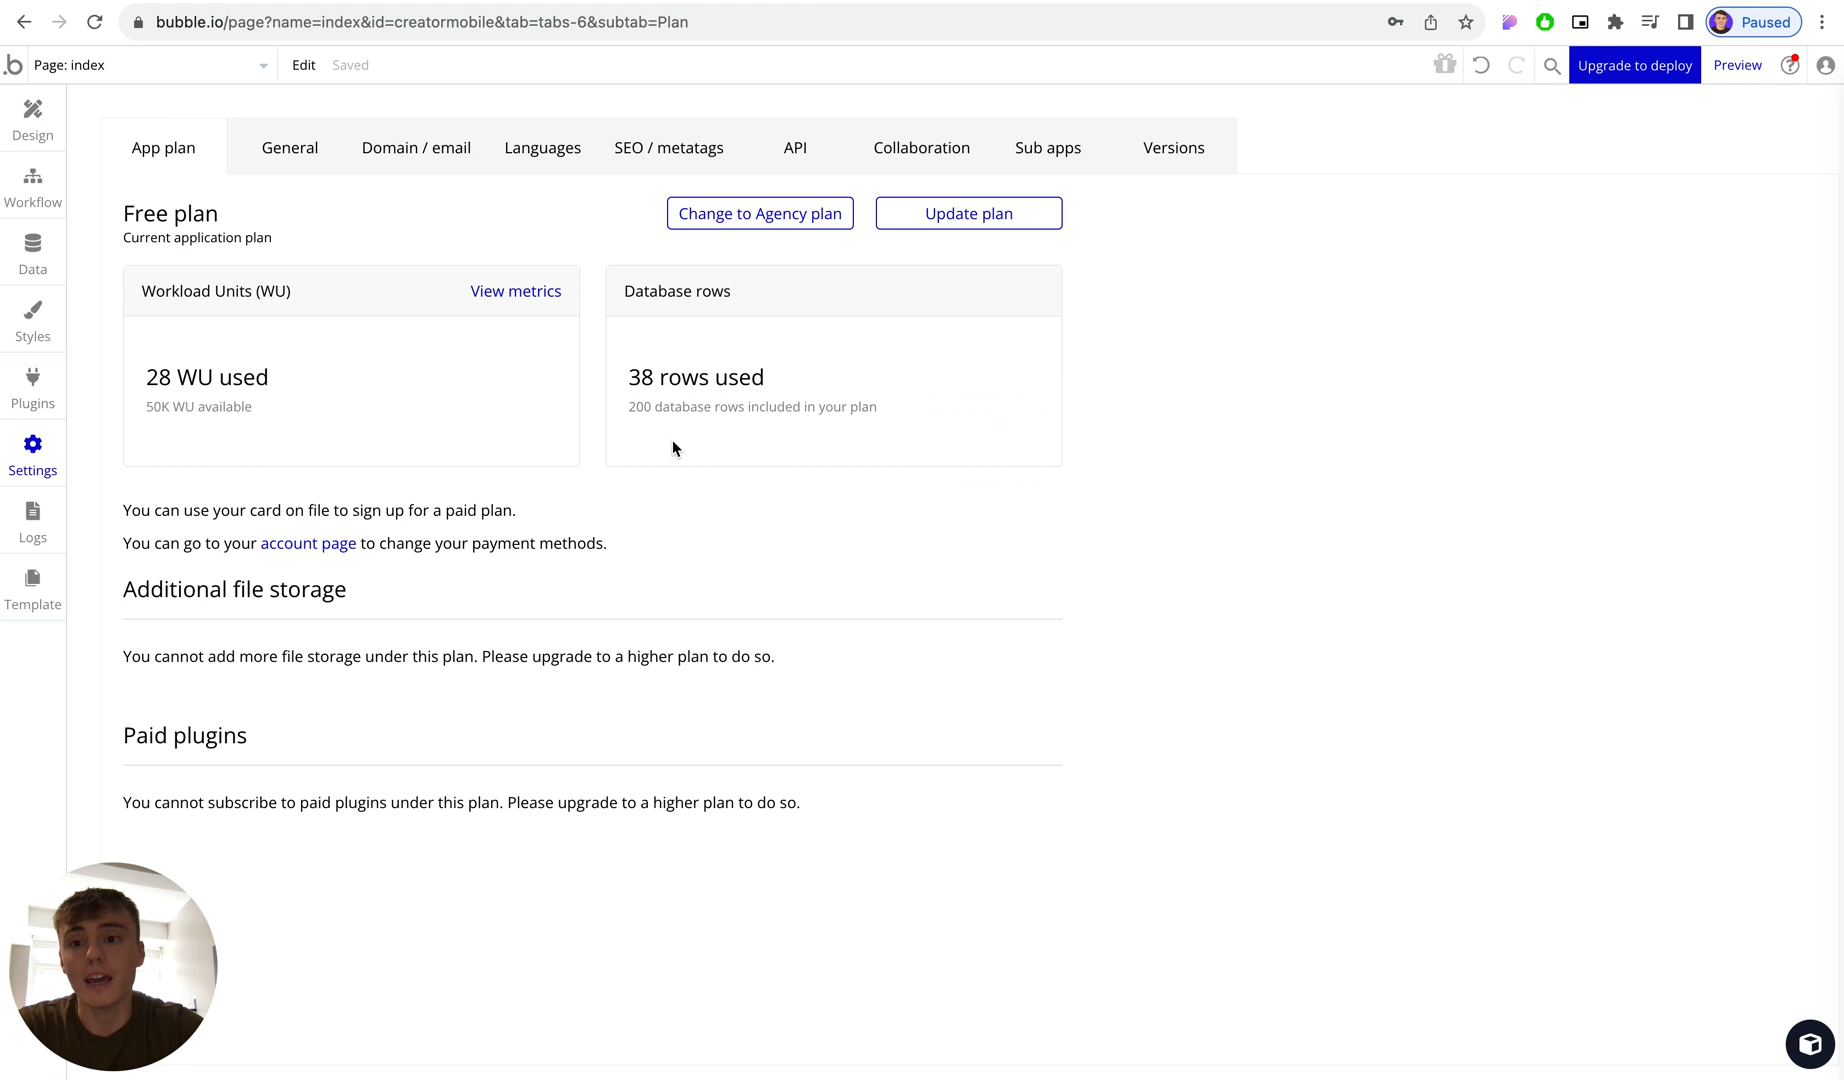 bubble.io/page?name=index&id=creatormobile&tab=tabs-6&subtab=Plan
Paused
.b Page: index Edit Saved Upgrade to deploy Preview
Design
Workflow
Data
Styles
Plugins
Settings
Logs
Template
App plan General Domain / email Languages SEO / metatags API Collaboration Sub apps Versions
Free plan
Current application plan
Change to Agency plan Update plan
Workload Units (WU) View metrics
28 WU used
50K WU available
Database rows
38 rows used
200 database rows included in your plan
You can use your card on file to sign up for a paid plan.
You can go to your account page to change your payment methods.
Additional file storage
You cannot add more file storage under this plan. Please upgrade to a higher plan to do so.
Paid plugins
You cannot subscribe to paid plugins under this plan. Please upgrade to a higher plan to do so.